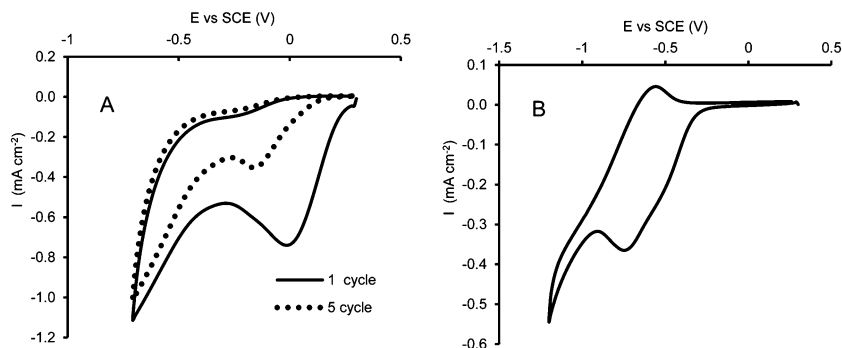 E vs SCE (V)
-1 -0.5 0 0.5
0.2
0.0
-0.2
-0.4
-0.6
-0.8
-1.0
-1.2
I (mA cm-2)
A
1 cycle
5 cycle
E vs SCE (V)
-1.5 -1 -0.5 0 0.5
0.1
0.0
-0.1
-0.2
-0.3
-0.4
-0.5
-0.6
I (mA cm-2)
B